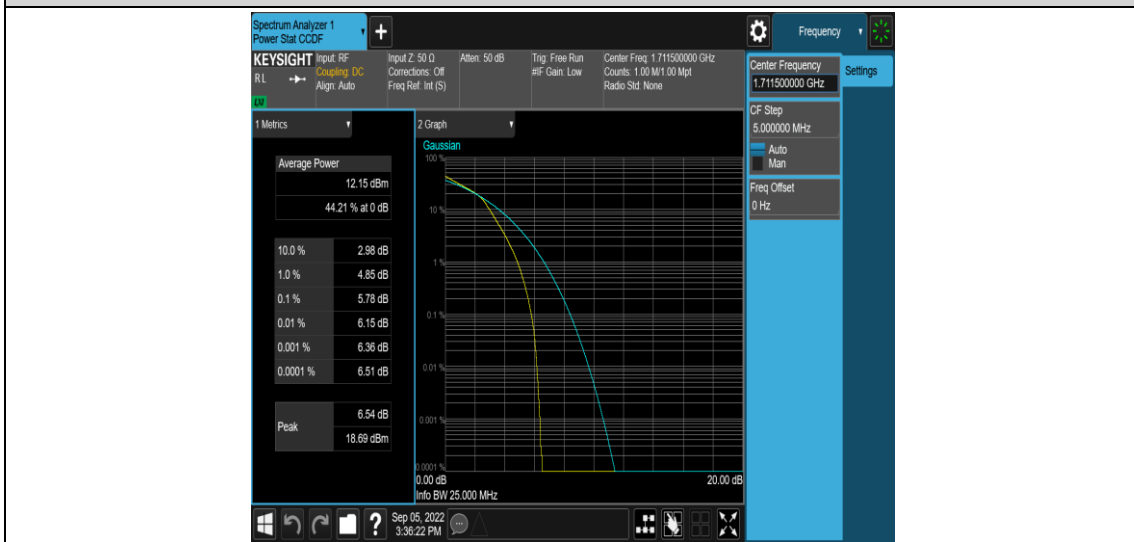 Spectrum Analyzer 1
Power Stat CCDF
+
Frequency
KEYSIGHT
RL
LXI
Input: RF
Coupling: DC
Align: Auto
Input Z: 50 Ω
Corrections: Off
Freq Ref: Int (S)
Atten: 50 dB
Trig: Free Run
#IF Gain: Low
Center Freq: 1.711500000 GHz
Counts: 1.00 M/1.00 Mpt
Radio Std: None
Center Frequency
1.711500000 GHz
Settings
CF Step
5.000000 MHz
Auto
Man
Freq Offset
0 Hz
1 Metrics
Average Power
12.15 dBm
44.21 % at 0 dB
10.0 % 2.98 dB
1.0 % 4.85 dB
0.1 % 5.78 dB
0.01 % 6.15 dB
0.001 % 6.36 dB
0.0001 % 6.51 dB
Peak
6.54 dB
18.69 dBm
2 Graph
Gaussian
100 %
10 %
1 %
0.1 %
0.01 %
0.001 %
0.0001 %
0.00 dB 20.00 dB
Info BW 25.000 MHz
?
Sep 05, 2022
3:36:22 PM